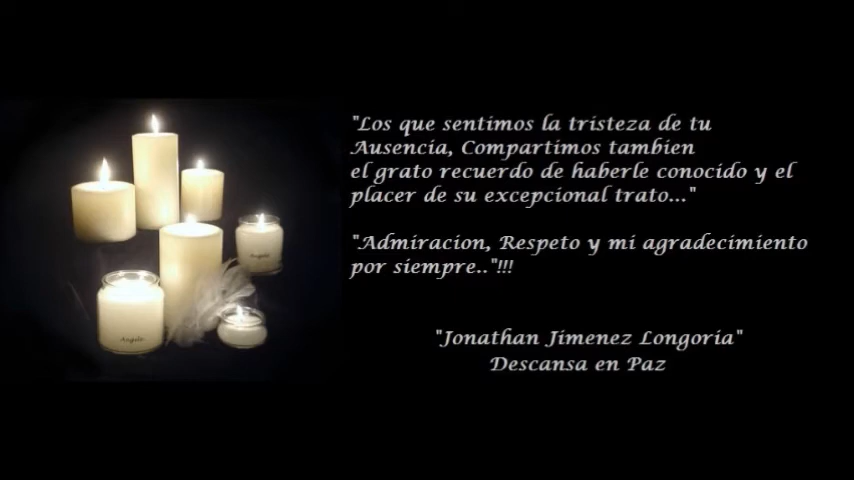 "Los que sentimos la tristeza de tu
Ausencia, Compartimos tambien
el grato recuerdo de haberle conocido y el
placer de su excepcional trato..."
"Admiracion, Respeto y mi agradecimiento
por siempre.."!!!
"Jonathan Jimenez Longoria"
Descansa en Paz
Angels